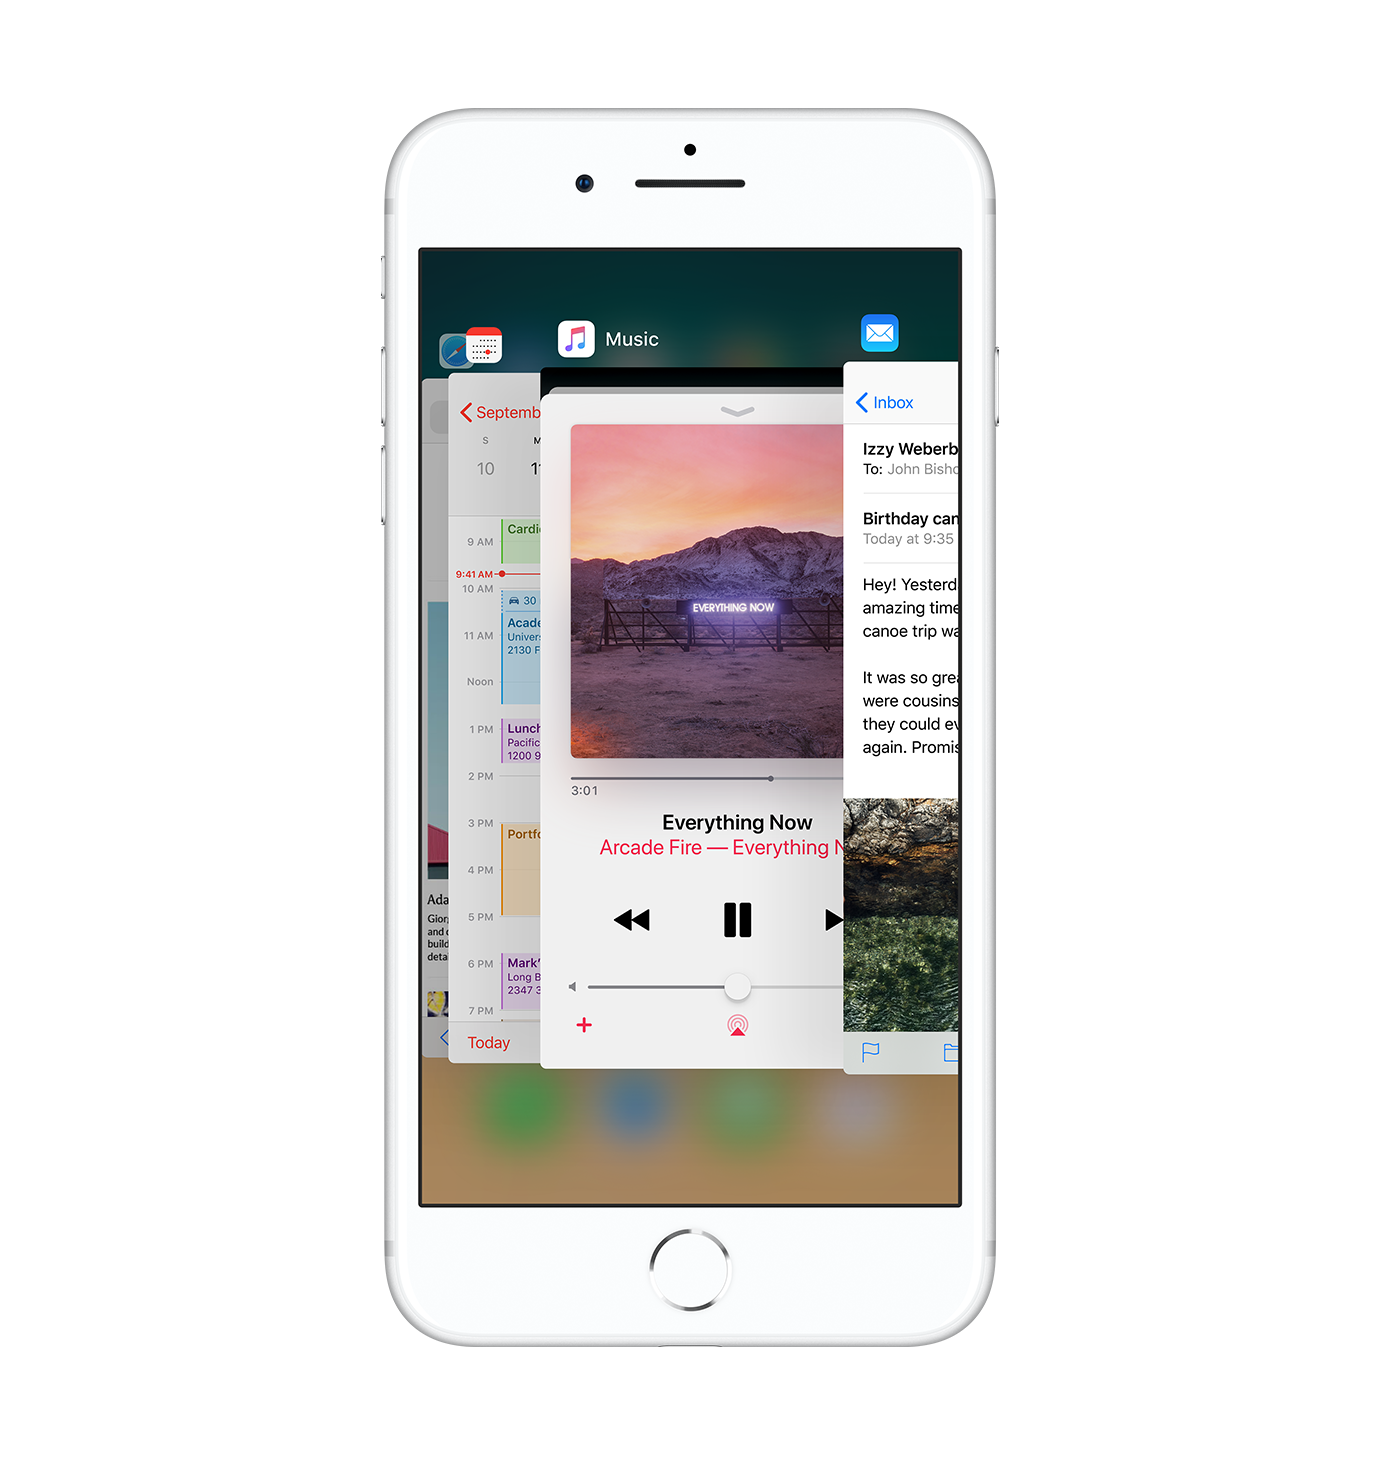 Music
Septemb
S
M
10
11
9 AM
Cardi
9:41 AM
10 AM
30
11 AM
Acade
Univers
2130 F
Noon
1 PM
Lunch
Pacific
1200 9
2 PM
3 PM
Portfo
4 PM
5 PM
6 PM
Mark'
Long B
2347 3
7 PM
Today
Ada
Gior
and c
build
deta
EVERYTHING NOW
3:01
Everything Now
Arcade Fire — Everything N
Inbox
Izzy Weberb
To: John Bisho
Birthday can
Today at 9:35
Hey! Yesterd
amazing time
canoe trip wa
It was so grea
were cousins
they could ev
again. Promis